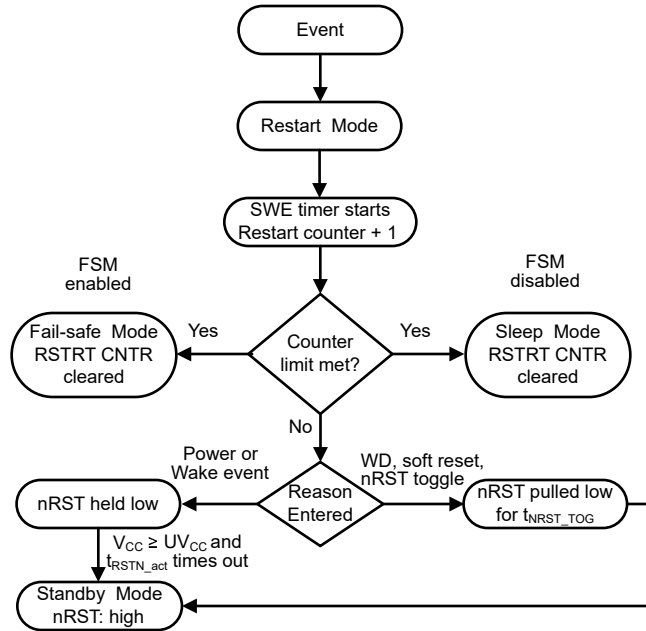 Event
Restart Mode
SWE timer starts
Restart counter + 1
FSM
enabled
FSM
disabled
Fail-safe Mode
RSTRT CNTR
cleared
Yes
Counter
limit met?
Yes
Sleep Mode
RSTRT CNTR
cleared
No
Power or
Wake event
WD, soft reset,
nRST toggle
nRST held low
Reason
Entered
nRST pulled low
for tNRST_TOG
VCC ≥ UVCC and
tRSTN_act times out
Standby Mode
nRST: high